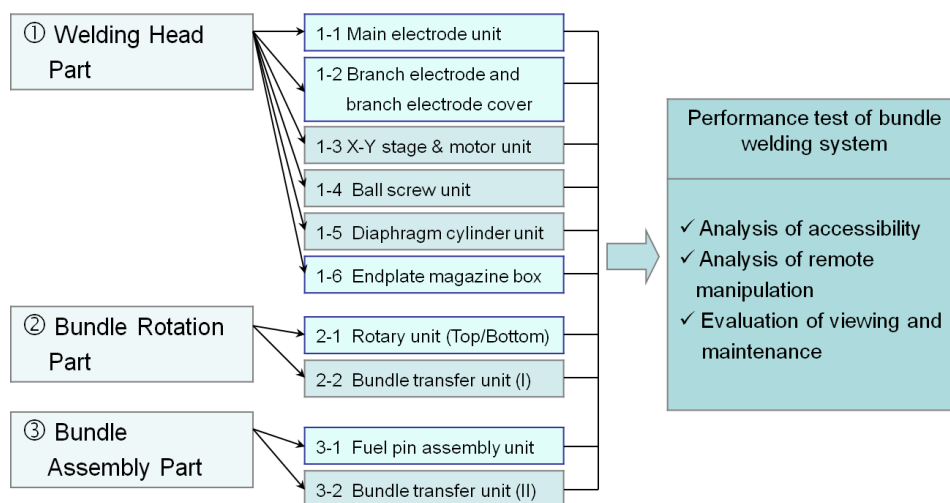 ① Welding Head
Part
1-1 Main electrode unit
1-2 Branch electrode and
branch electrode cover
1-3 X-Y stage & motor unit
1-4 Ball screw unit
1-5 Diaphragm cylinder unit
1-6 Endplate magazine box
② Bundle Rotation
Part
2-1 Rotary unit (Top/Bottom)
2-2 Bundle transfer unit (I)
③ Bundle
Assembly Part
3-1 Fuel pin assembly unit
3-2 Bundle transfer unit (II)
Performance test of bundle
welding system
✓ Analysis of accessibility
✓ Analysis of remote
manipulation
✓ Evaluation of viewing and
maintenance